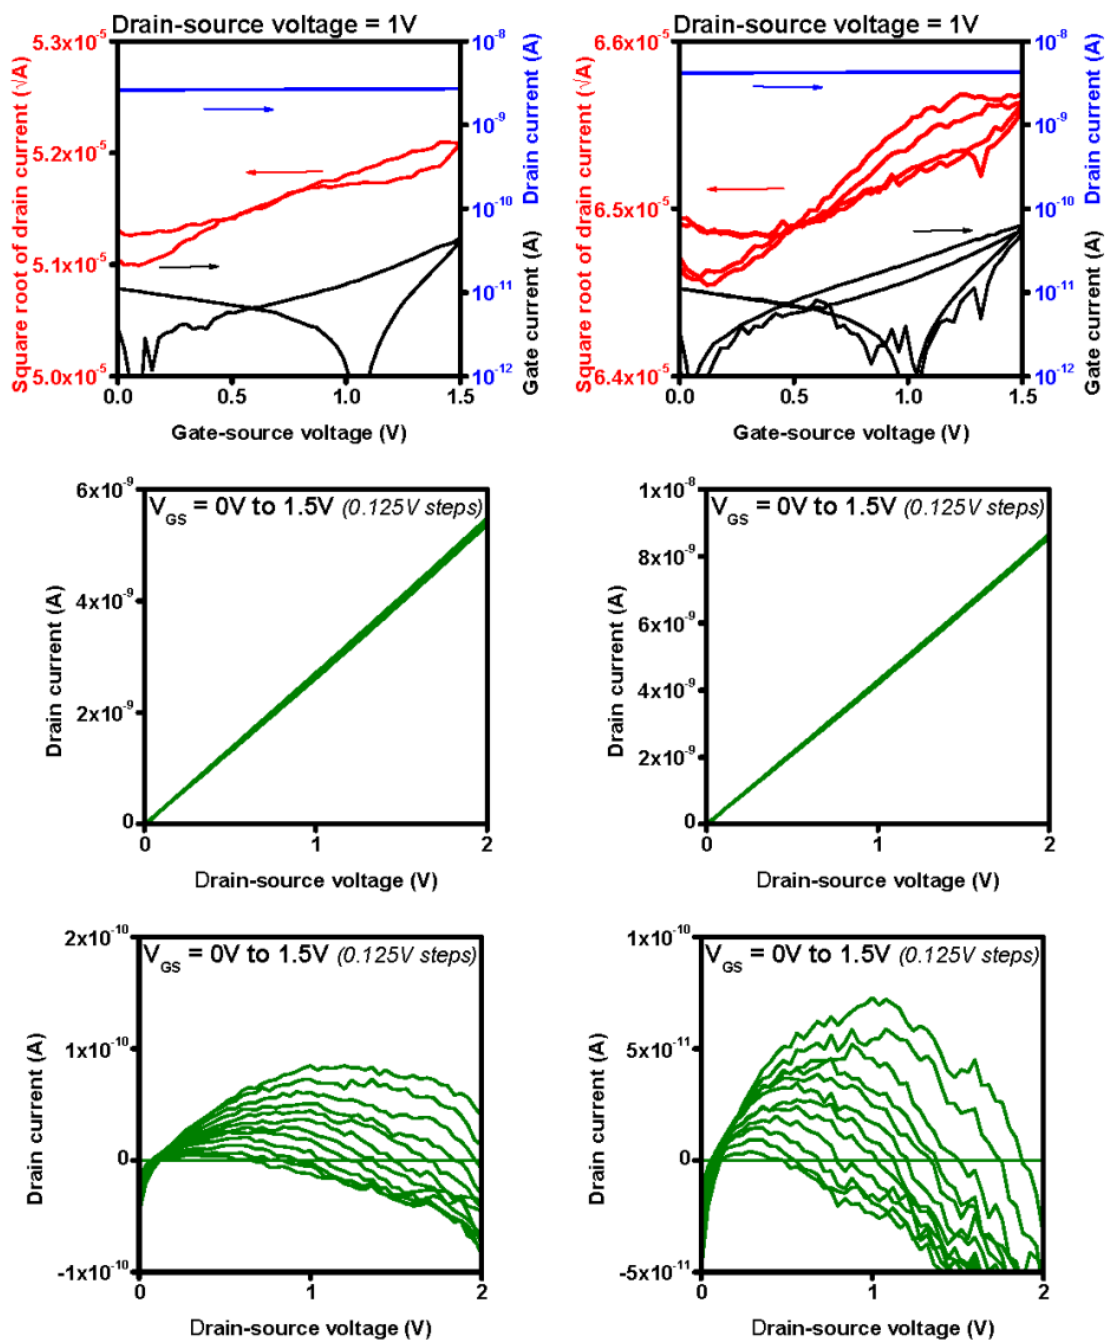 Drain-source voltage = 1V
5.3x10⁻⁵
5.2x10⁻⁵
5.1x10⁻⁵
5.0x10⁻⁵
Square root of drain current (√A)
10⁻⁸
10⁻⁹
10⁻¹⁰
10⁻¹¹
10⁻¹²
Drain current (A)
Gate current (A)
0.0 0.5 1.0 1.5
Gate-source voltage (V)
Drain-source voltage = 1V
6.6x10⁻⁵
6.5x10⁻⁵
6.4x10⁻⁵
Square root of drain current (√A)
10⁻⁸
10⁻⁹
10⁻¹⁰
10⁻¹¹
10⁻¹²
Drain current (A)
Gate current (A)
0.0 0.5 1.0 1.5
Gate-source voltage (V)
V_GS = 0V to 1.5V (0.125V steps)
6x10⁻⁹
4x10⁻⁹
2x10⁻⁹
0
Drain current (A)
0 1 2
Drain-source voltage (V)
V_GS = 0V to 1.5V (0.125V steps)
1x10⁻⁸
8x10⁻⁹
6x10⁻⁹
4x10⁻⁹
2x10⁻⁹
0
Drain current (A)
0 1 2
Drain-source voltage (V)
V_GS = 0V to 1.5V (0.125V steps)
2x10⁻¹⁰
1x10⁻¹⁰
0
-1x10⁻¹⁰
Drain current (A)
0 1 2
Drain-source voltage (V)
V_GS = 0V to 1.5V (0.125V steps)
1x10⁻¹⁰
5x10⁻¹¹
0
-5x10⁻¹¹
Drain current (A)
0 1 2
Drain-source voltage (V)